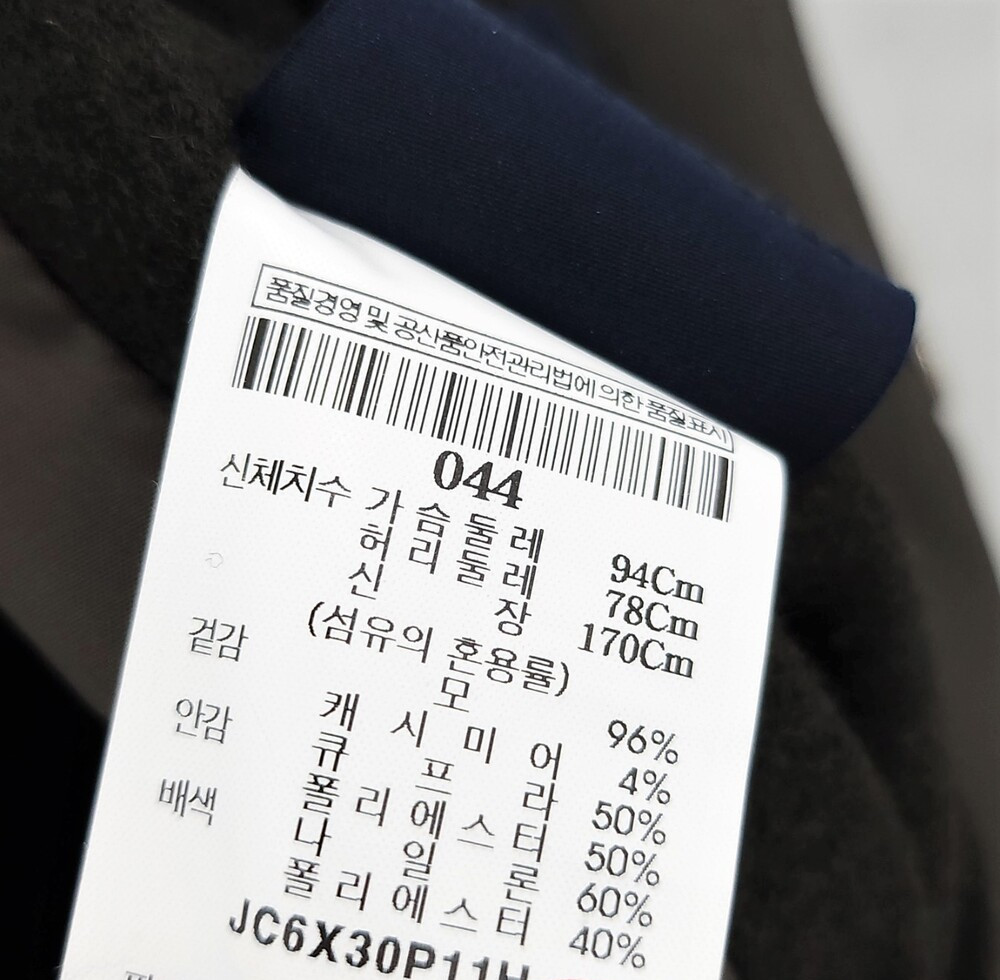 품질경영 및 공산품안전관리법에 의한 품질표시
044
신체치수 가슴둘레 94Cm
허리둘레 78Cm
신장 170Cm
(섬유의 혼용률)
겉감 모 96%
캐시미어 4%
안감 큐프라 50%
폴리에스터 50%
배색 나일론 60%
폴리에스터 40%
JC6X30P11H